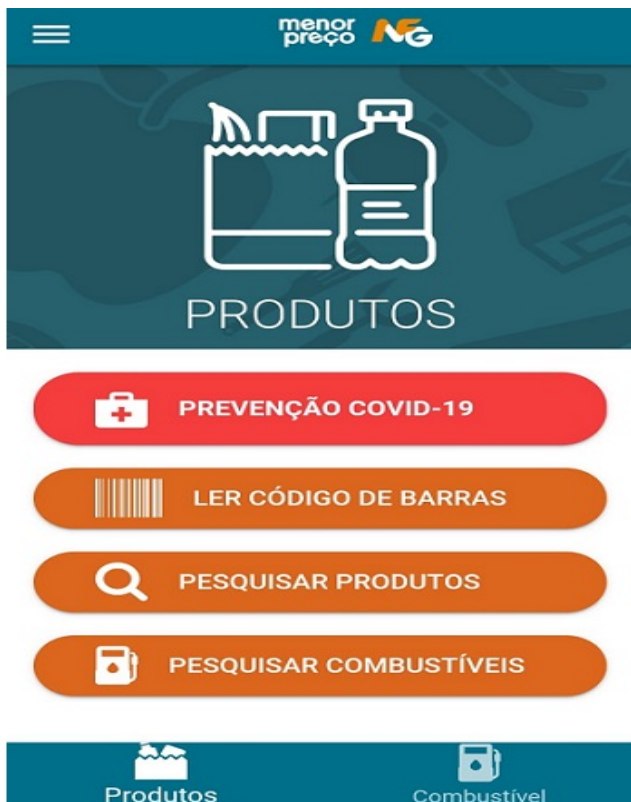 menor
preço NFG
PRODUTOS
PREVENÇÃO COVID-19
LER CÓDIGO DE BARRAS
PESQUISAR PRODUTOS
PESQUISAR COMBUSTÍVEIS
Produtos Combustível